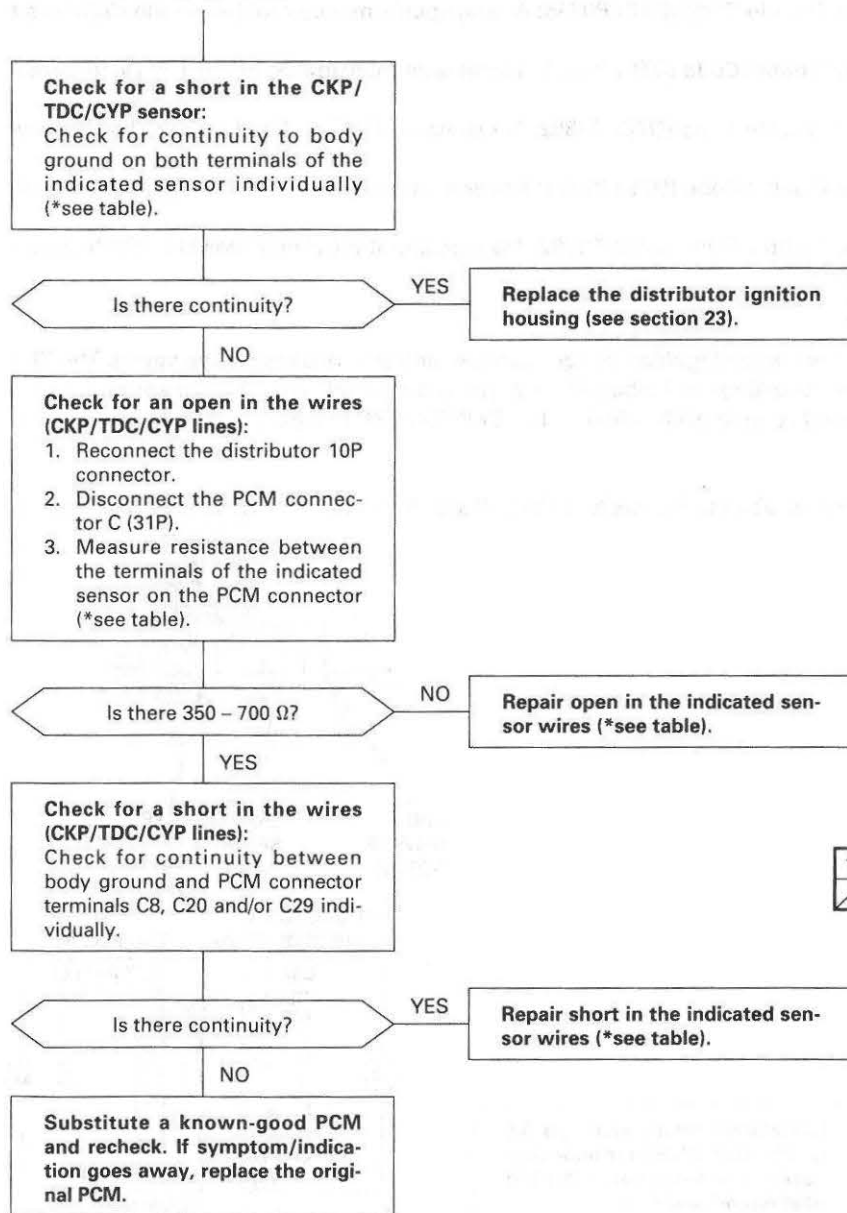 Check for a short in the CKP/
TDC/CYP sensor:
Check for continuity to body
ground on both terminals of the
indicated sensor individually
(*see table).
Is there continuity?
YES
Replace the distributor ignition
housing (see section 23).
NO
Check for an open in the wires
(CKP/TDC/CYP lines):
1. Reconnect the distributor 10P
connector.
2. Disconnect the PCM connec-
tor C (31P).
3. Measure resistance between
the terminals of the indicated
sensor on the PCM connector
(*see table).
Is there 350 – 700 Ω?
NO
Repair open in the indicated sen-
sor wires (*see table).
YES
Check for a short in the wires
(CKP/TDC/CYP lines):
Check for continuity between
body ground and PCM connector
terminals C8, C20 and/or C29 indi-
vidually.
Is there continuity?
YES
Repair short in the indicated sen-
sor wires (*see table).
NO
Substitute a known-good PCM
and recheck. If symptom/indica-
tion goes away, replace the origi-
nal PCM.